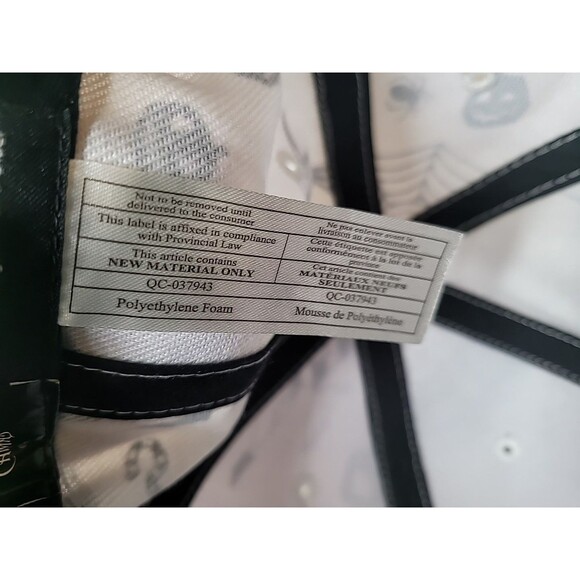 Not to be removed until
delivered to the consumer
Ne pas enlever avant la
livraison au consommateur
This label is affixed in compliance
with Provincial Law
Cette étiquette est apposée
conformément à la loi de la
province
This article contains
NEW MATERIAL ONLY
Cet article contient des
MATÉRIAUX NEUFS
SEULEMENT
QC-037943
QC-037943
Polyethylene Foam
Mousse de Polyéthylène